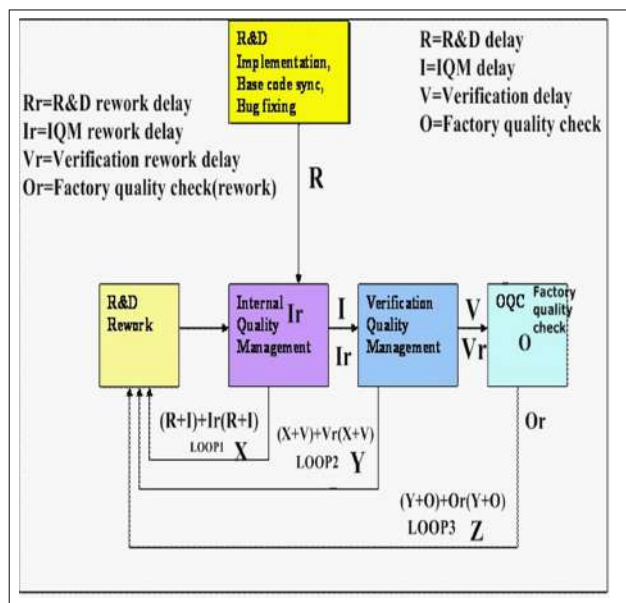 R&D
Implementation,
Base code sync,
Bug fixing
R=R&D delay
I=IQM delay
V=Verification delay
O=Factory quality check
Rr=R&D rework delay
Ir=IQM rework delay
Vr=Verification rework delay
Or=Factory quality check(rework)
R
R&D
Rework
Internal
Quality
Management
Ir
I
Ir
Verification
Quality
Management
V
Vr
OQC Factory
quality
check
O
(R+I)+Ir(R+I)
LOOP1 X
(X+V)+Vr(X+V)
LOOP2 Y
Or
(Y+O)+Or(Y+O)
LOOP3 Z